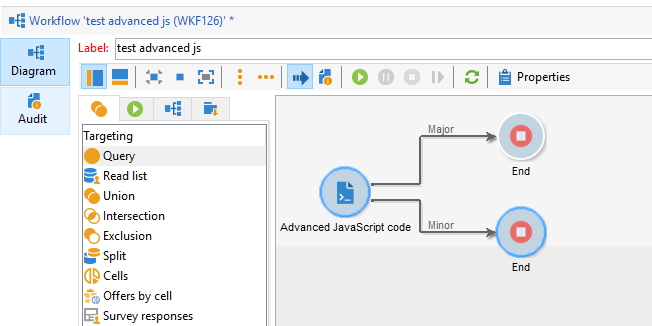 Workflow 'test advanced js (WKF126)' *
Diagram
Audit
Label: test advanced js
Properties
Targeting
Query
Read list
Union
Intersection
Exclusion
Split
Cells
Offers by cell
Survey responses
Major
End
Advanced JavaScript code
Minor
End